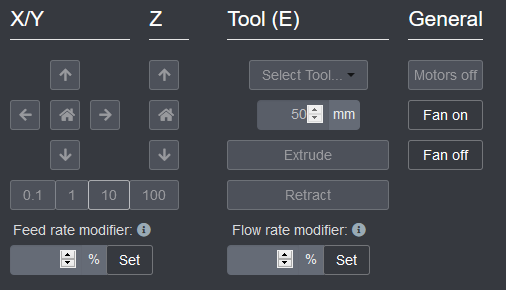 X/Y Z Tool (E) General
Select Tool... Motors off
50 mm Fan on
Extrude Fan off
0.1 1 10 100 Retract
Feed rate modifier: Flow rate modifier:
% Set % Set